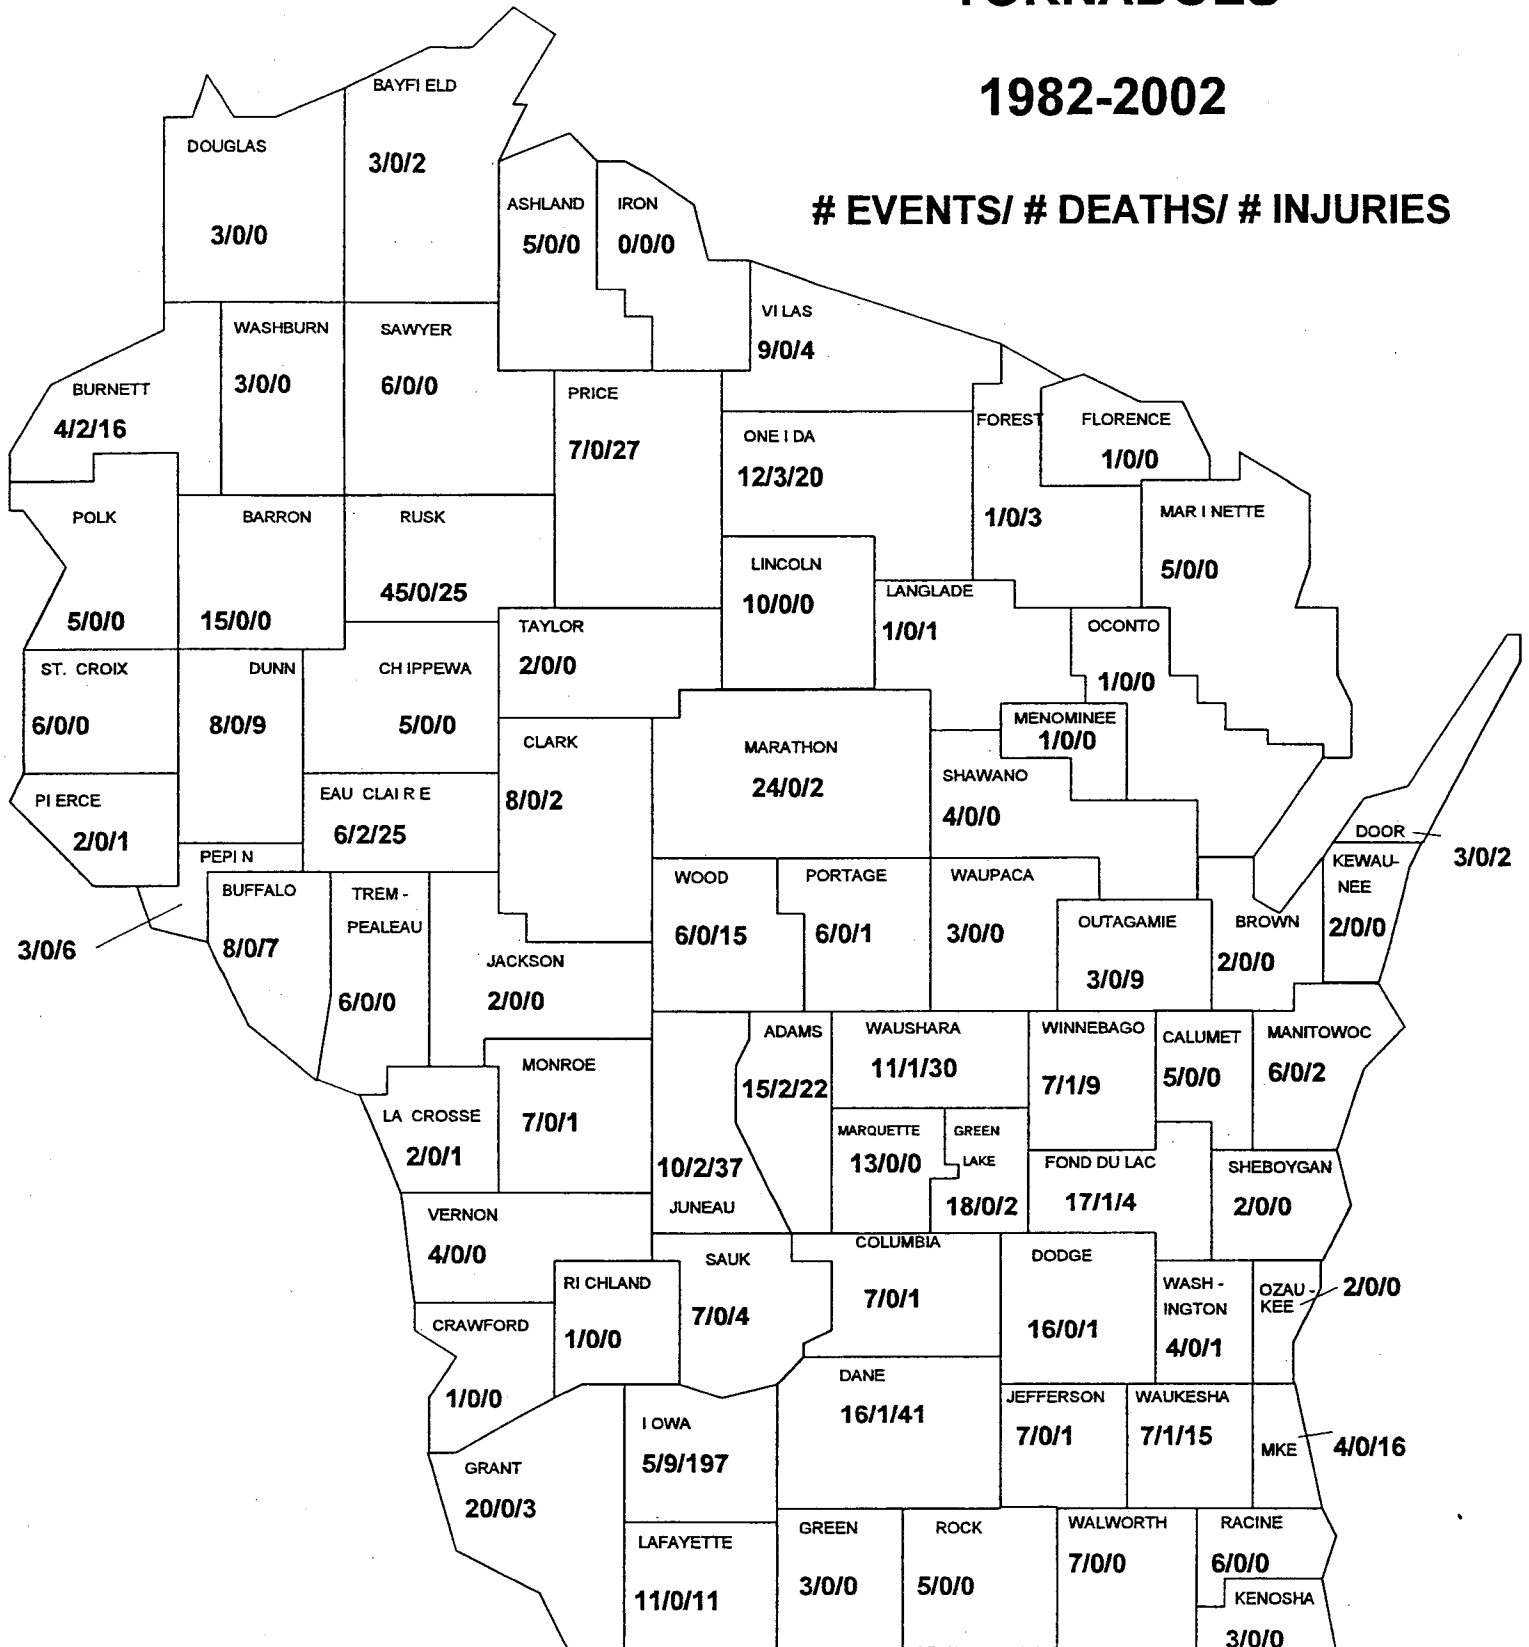 TORNADOES
1982-2002
# EVENTS/ # DEATHS/ # INJURIES
BAYFIELD
3/0/2
DOUGLAS
3/0/0
ASHLAND
5/0/0
IRON
0/0/0
VILAS
9/0/4
WASHBURN
3/0/0
SAWYER
6/0/0
BURNETT
4/2/16
PRICE
7/0/27
ONEIDA
12/3/20
FOREST
1/0/3
FLORENCE
1/0/0
MARINETTE
5/0/0
POLK
5/0/0
BARRON
15/0/0
RUSK
45/0/25
LINCOLN
10/0/0
LANGLADE
1/0/1
TAYLOR
2/0/0
OCONTO
1/0/0
ST. CROIX
6/0/0
DUNN
8/0/9
CHIPPEWA
5/0/0
CLARK
8/0/2
MARATHON
24/0/2
MENOMINEE
1/0/0
SHAWANO
4/0/0
PIERCE
2/0/1
EAU CLAIRE
6/2/25
PEPIN
3/0/6
BUFFALO
8/0/7
TREM-
PEALEAU
6/0/0
JACKSON
2/0/0
WOOD
6/0/15
PORTAGE
6/0/1
WAUPACA
3/0/0
OUTAGAMIE
3/0/9
BROWN
2/0/0
DOOR
3/0/2
KEWAU-
NEE
2/0/0
ADAMS
15/2/22
WAUSHARA
11/1/30
WINNEBAGO
7/1/9
CALUMET
5/0/0
MANITOWOC
6/0/2
MONROE
7/0/1
LA CROSSE
2/0/1
10/2/37
JUNEAU
MARQUETTE
13/0/0
GREEN
LAKE
18/0/2
FOND DU LAC
17/1/4
SHEBOYGAN
2/0/0
VERNON
4/0/0
RICHLAND
1/0/0
SAUK
7/0/4
COLUMBIA
7/0/1
DODGE
16/0/1
WASH-
INGTON
4/0/1
OZAU-
KEE
2/0/0
CRAWFORD
1/0/0
GRANT
20/0/3
IOWA
5/9/197
DANE
16/1/41
JEFFERSON
7/0/1
WAUKESHA
7/1/15
MKE
4/0/16
LAFAYETTE
11/0/11
GREEN
3/0/0
ROCK
5/0/0
WALWORTH
7/0/0
RACINE
6/0/0
KENOSHA
3/0/0